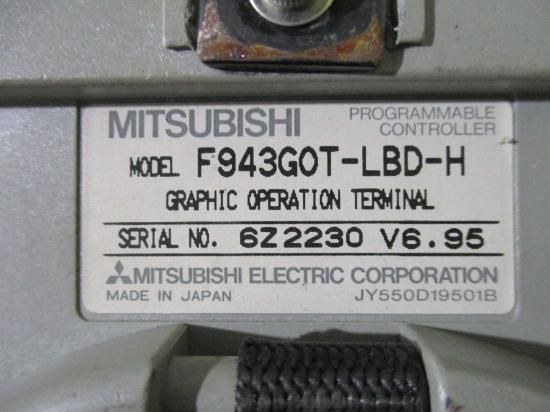 MITSUBISHI PROGRAMMABLE CONTROLLER
MODEL F943GOT-LBD-H
GRAPHIC OPERATION TERMINAL
SERIAL NO. 6Z2230 V6.95
MITSUBISHI ELECTRIC CORPORATION
MADE IN JAPAN JY550D19501B